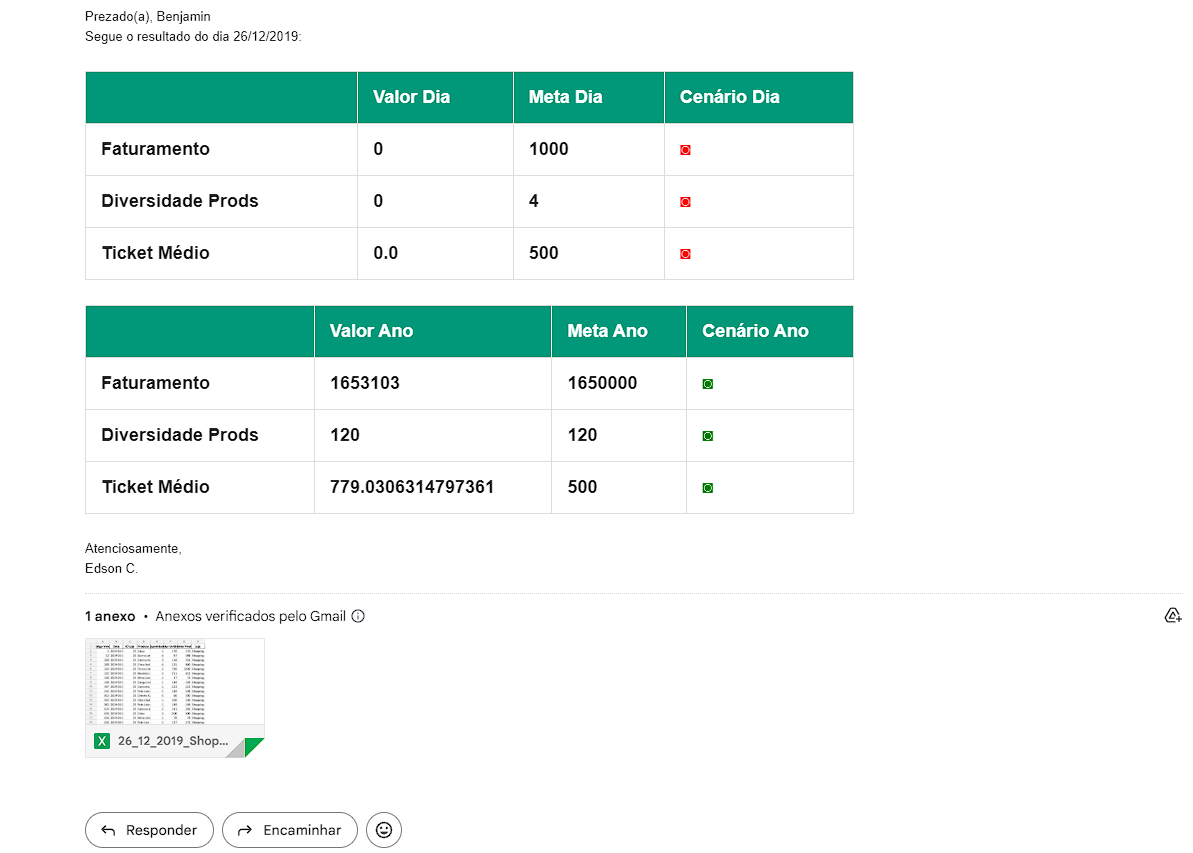 Prezado(a), Benjamin
Segue o resultado do dia 26/12/2019:
Valor Dia Meta Dia Cenário Dia
Faturamento 0 1000 ◙
Diversidade Prods 0 4 ◙
Ticket Médio 0.0 500 ◙
Valor Ano Meta Ano Cenário Ano
Faturamento 1653103 1650000 ◙
Diversidade Prods 120 120 ◙
Ticket Médio 779.0306314797361 500 ◙
Atenciosamente,
Edson C.
1 anexo • Anexos verificados pelo Gmail
X 26_12_2019_Shop...
Responder Encaminhar